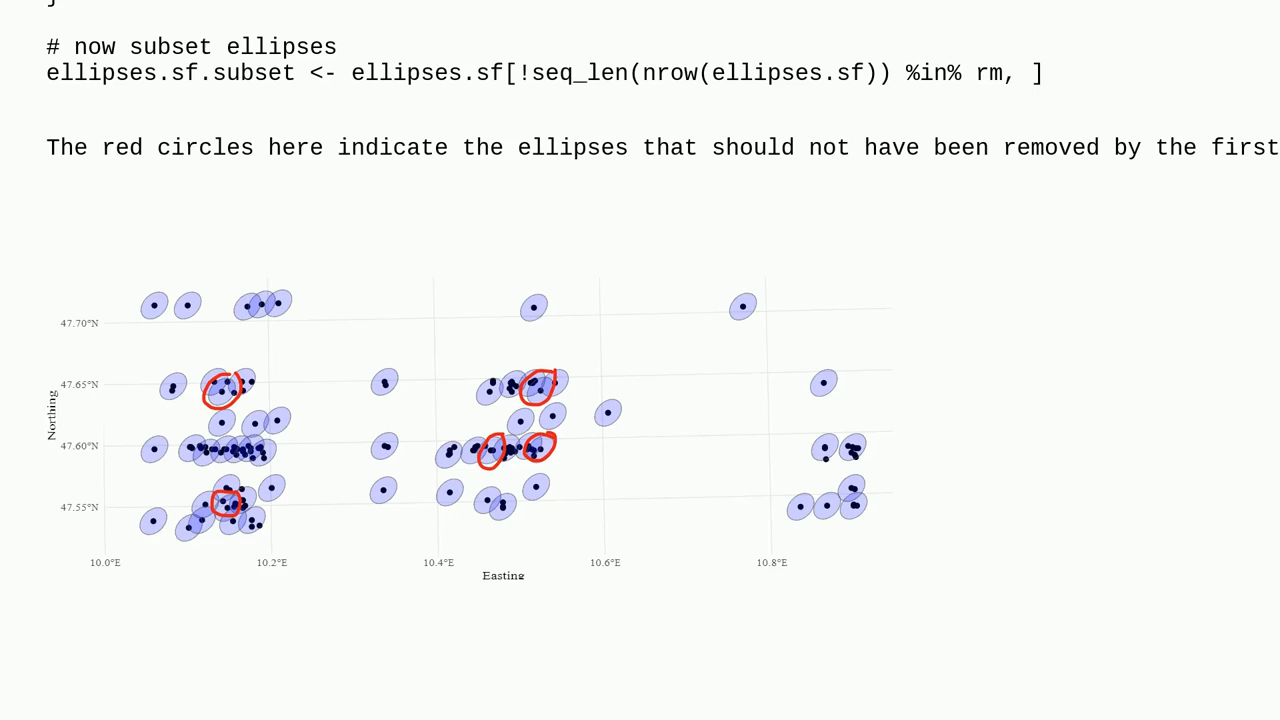 }
# now subset ellipses
ellipses.sf.subset <- ellipses.sf[!seq_len(nrow(ellipses.sf)) %in% rm, ]
The red circles here indicate the ellipses that should not have been removed by the first
47.70°N
47.65°N
47.60°N
47.55°N
Northing
10.0°E 10.2°E 10.4°E 10.6°E 10.8°E
Easting